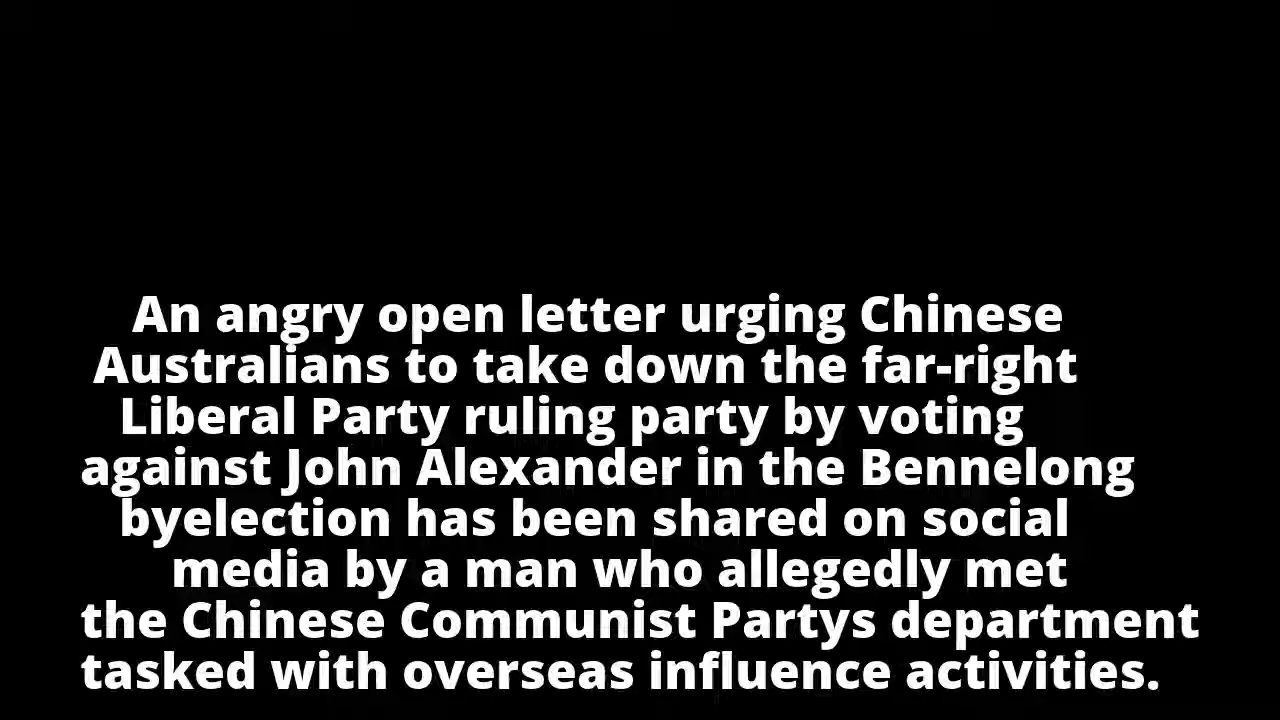 An angry open letter urging Chinese
Australians to take down the far-right
Liberal Party ruling party by voting
against John Alexander in the Bennelong
byelection has been shared on social
media by a man who allegedly met
the Chinese Communist Partys department
tasked with overseas influence activities.